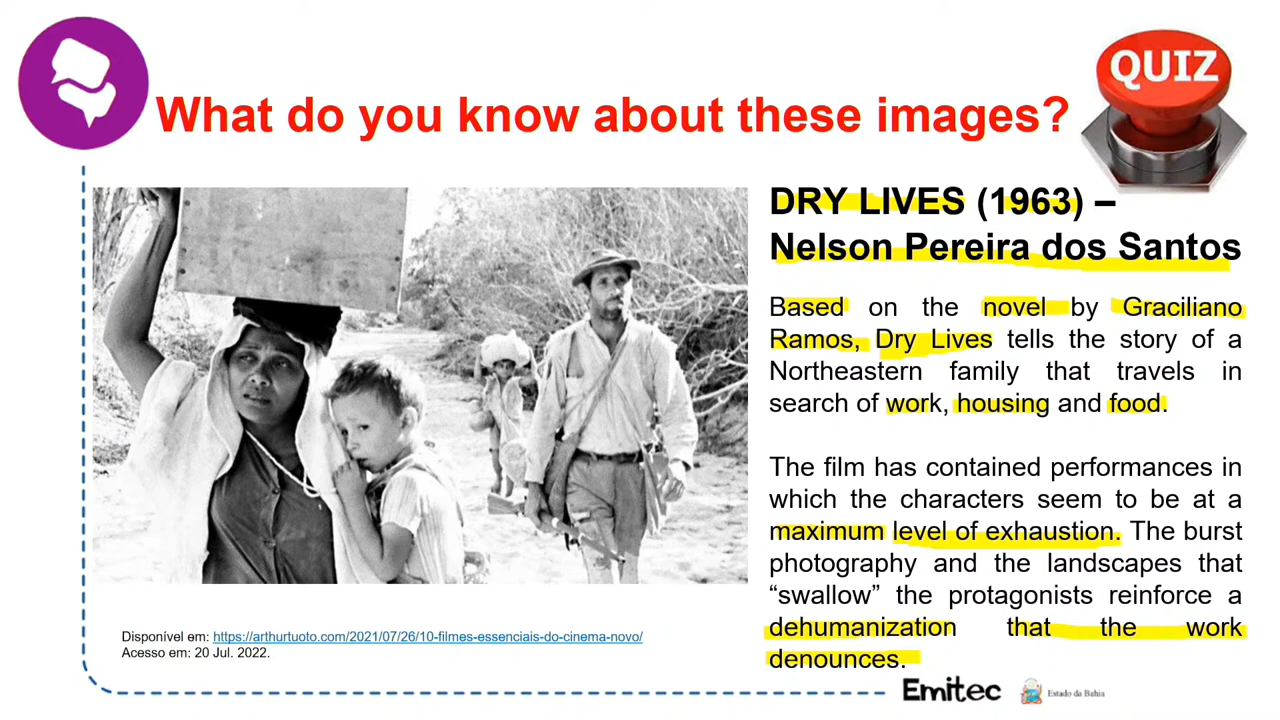 QUIZ
What do you know about these images?
DRY LIVES (1963) –
Nelson Pereira dos Santos
Based on the novel by Graciliano
Ramos, Dry Lives tells the story of a
Northeastern family that travels in
search of work, housing and food.
The film has contained performances in
which the characters seem to be at a
maximum level of exhaustion. The burst
photography and the landscapes that
“swallow” the protagonists reinforce a
dehumanization that the work
denounces.
Disponível em: https://arthurtuoto.com/2021/07/26/10-filmes-essenciais-do-cinema-novo/
Acesso em: 20 Jul. 2022.
Emitec
Estado da Bahia